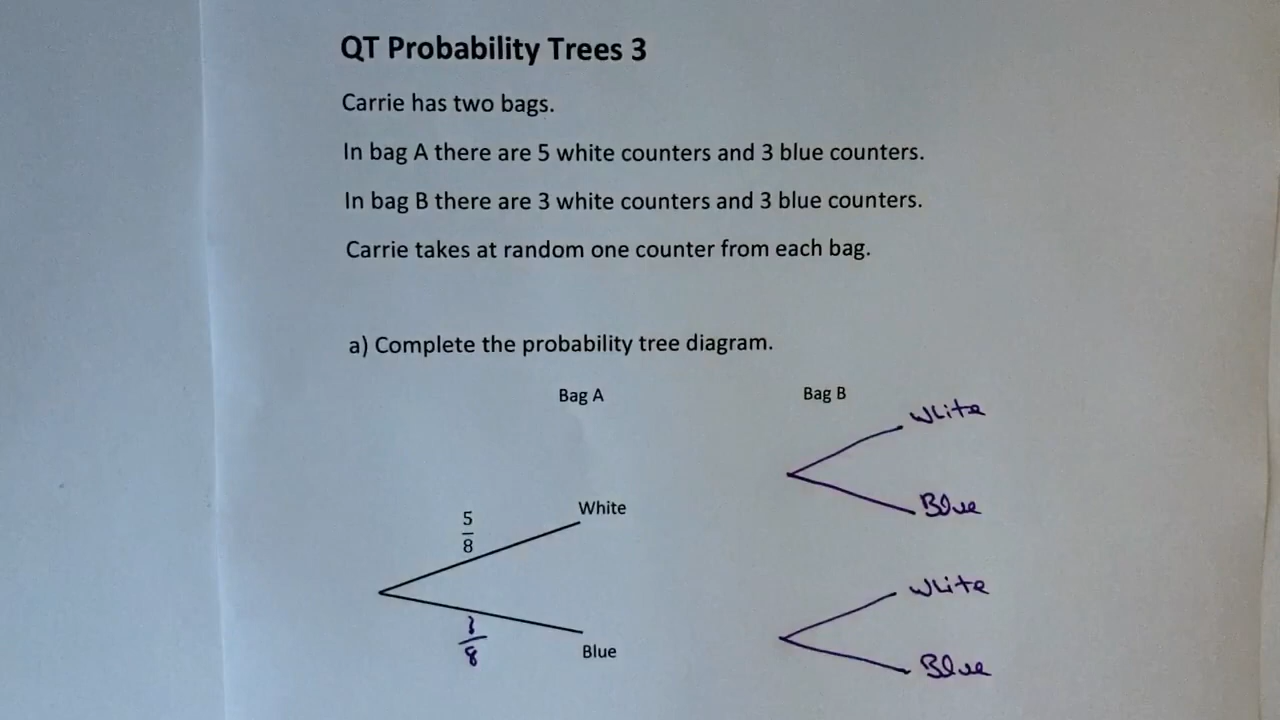 QT Probability Trees 3
Carrie has two bags.
In bag A there are 5 white counters and 3 blue counters.
In bag B there are 3 white counters and 3 blue counters.
Carrie takes at random one counter from each bag.
a) Complete the probability tree diagram.
Bag A
Bag B
White
Blue
5
8
White
3
8
Blue
White
Blue